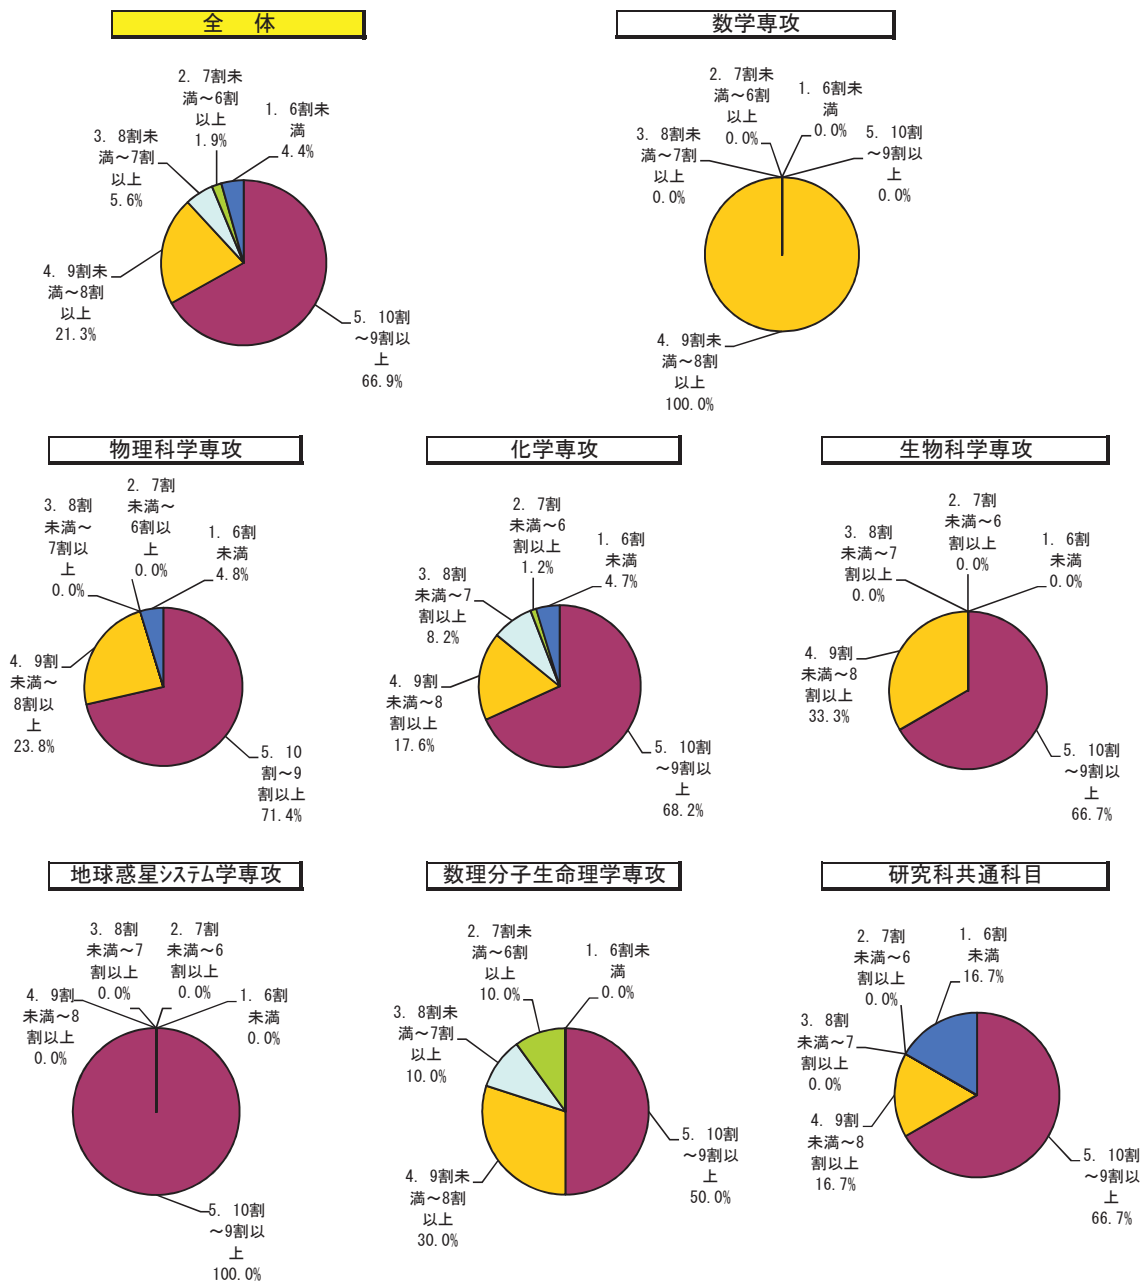 全　体
2. 7割未
満～6割
以上
1.9%
1. 6割未
満
4.4%
3. 8割未
満～7割
以上
5.6%
4. 9割未
満～8割
以上
21.3%
5. 10割
～9割以
上
66.9%
数学専攻
2. 7割未
満～6割
以上
0.0%
1. 6割未
満
0.0%
3. 8割未
満～7割
以上
0.0%
5. 10割
～9割以
上
0.0%
4. 9割未
満～8割
以上
100.0%
物理科学専攻
2. 7割
未満～
6割以
上
0.0%
3. 8割
未満～
7割以
上
0.0%
1. 6割
未満
4.8%
4. 9割
未満～
8割以
上
23.8%
5. 10
割～9
割以上
71.4%
化学専攻
2. 7割
未満～6
割以上
1.2%
1. 6割
未満
4.7%
3. 8割
未満～7
割以上
8.2%
4. 9割
未満～8
割以上
17.6%
5. 10割
～9割以
上
68.2%
生物科学専攻
2. 7割
未満～6
割以上
0.0%
3. 8割
未満～7
割以上
0.0%
1. 6割
未満
0.0%
4. 9割
未満～8
割以上
33.3%
5. 10割
～9割以
上
66.7%
地球惑星ｼｽﾃﾑ学専攻
3. 8割
未満～7
割以上
0.0%
2. 7割
未満～6
割以上
0.0%
4. 9割
未満～8
割以上
0.0%
1. 6割
未満
0.0%
5. 10割
～9割以
上
100.0%
数理分子生命理学専攻
2. 7割未
満～6割
以上
10.0%
1. 6割未
満
0.0%
3. 8割未
満～7割
以上
10.0%
4. 9割未
満～8割
以上
30.0%
5. 10割
～9割以
上
50.0%
研究科共通科目
2. 7割
未満～6
割以上
0.0%
1. 6割
未満
16.7%
3. 8割
未満～7
割以上
0.0%
4. 9割
未満～8
割以上
16.7%
5. 10割
～9割以
上
66.7%